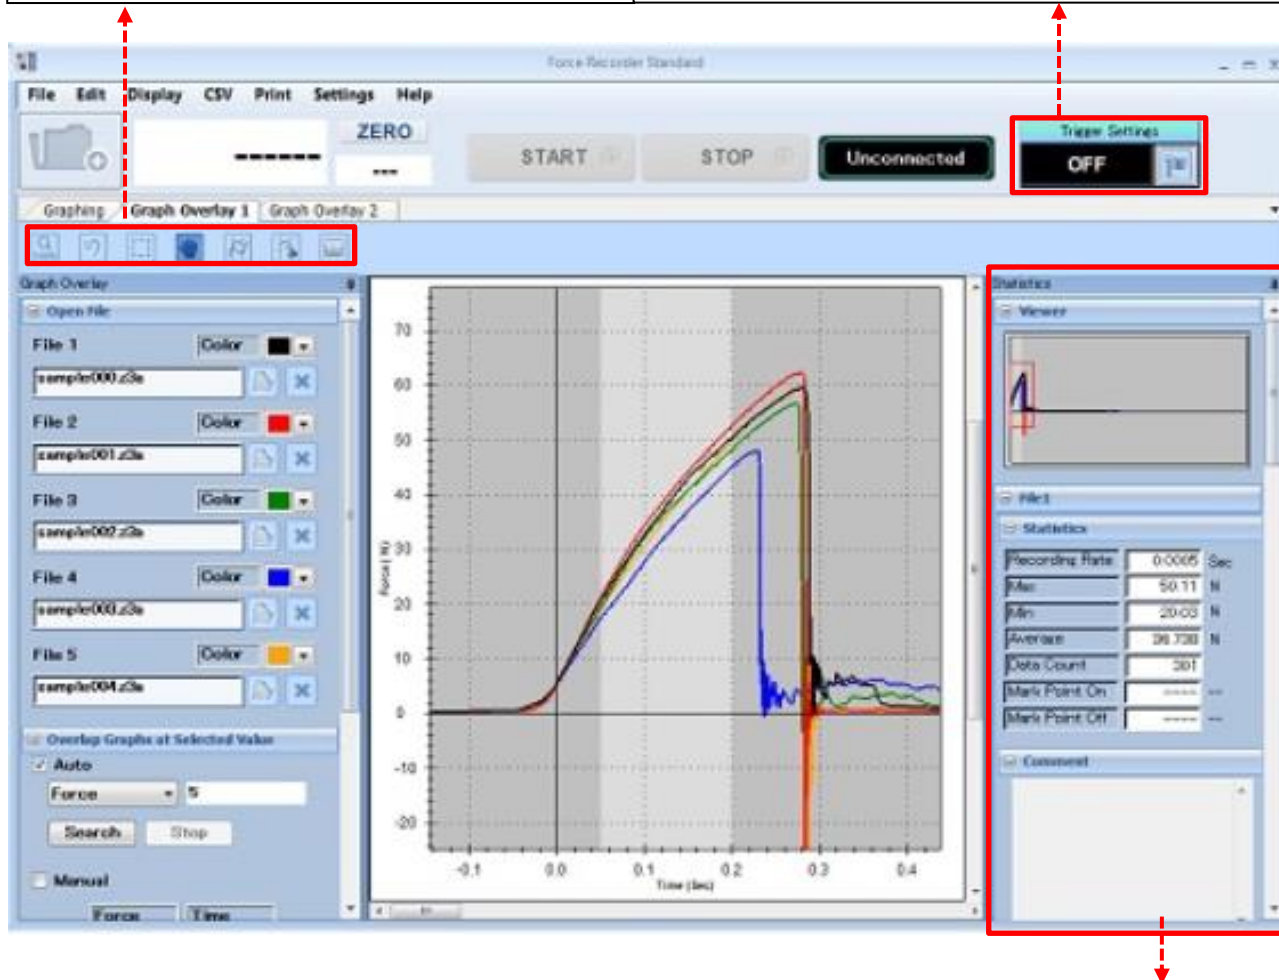 Force Recorder Standard
File Edit Display CSV Print Settings Help
ZERO
------
---
START
STOP
Unconnected
Trigger Settings
OFF
Graphing
Graph Overlay 1
Graph Overlay 2
Graph Overlay
Open File
File 1 Color
sample000.z3a
File 2 Color
sample001.z3a
File 3 Color
sample002.z3a
File 4 Color
sample003.z3a
File 5 Color
sample004.z3a
Overlap Graphs at Selected Value
Auto
Force 5
Search Stop
Manual
Force Time
70
60
50
40
30
20
10
0
-10
-20
Force (N)
-0.1 0.0 0.1 0.2 0.3 0.4
Time (Sec)
Statistics
Viewer
File1
Statistics
Recording Rate 0.0005 Sec
Max 50.11 N
Min 20.03 N
Average 36.738 N
Data Count 301
Mark Point On ---- --
Mark Point Off ---- --
Comment